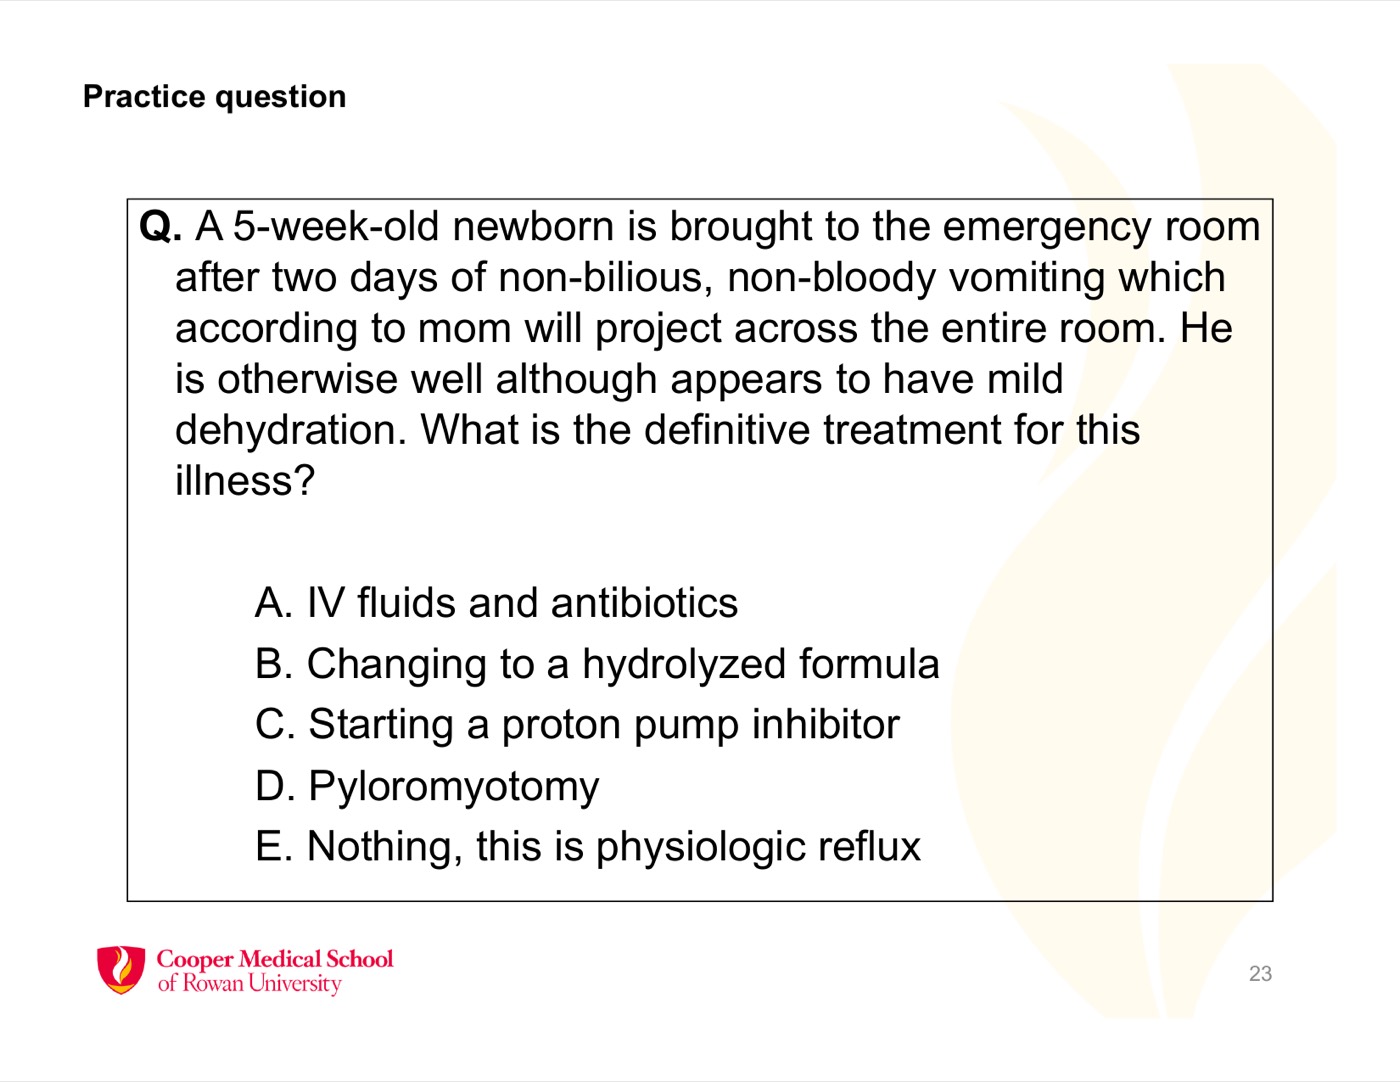 Practice question
Q. A 5-week-old newborn is brought to the emergency room
after two days of non-bilious, non-bloody vomiting which
according to mom will project across the entire room. He
is otherwise well although appears to have mild
dehydration. What is the definitive treatment for this
illness?
A. IV fluids and antibiotics
B. Changing to a hydrolyzed formula
C. Starting a proton pump inhibitor
D. Pyloromyotomy
E. Nothing, this is physiologic reflux
Cooper Medical School
of Rowan University
23